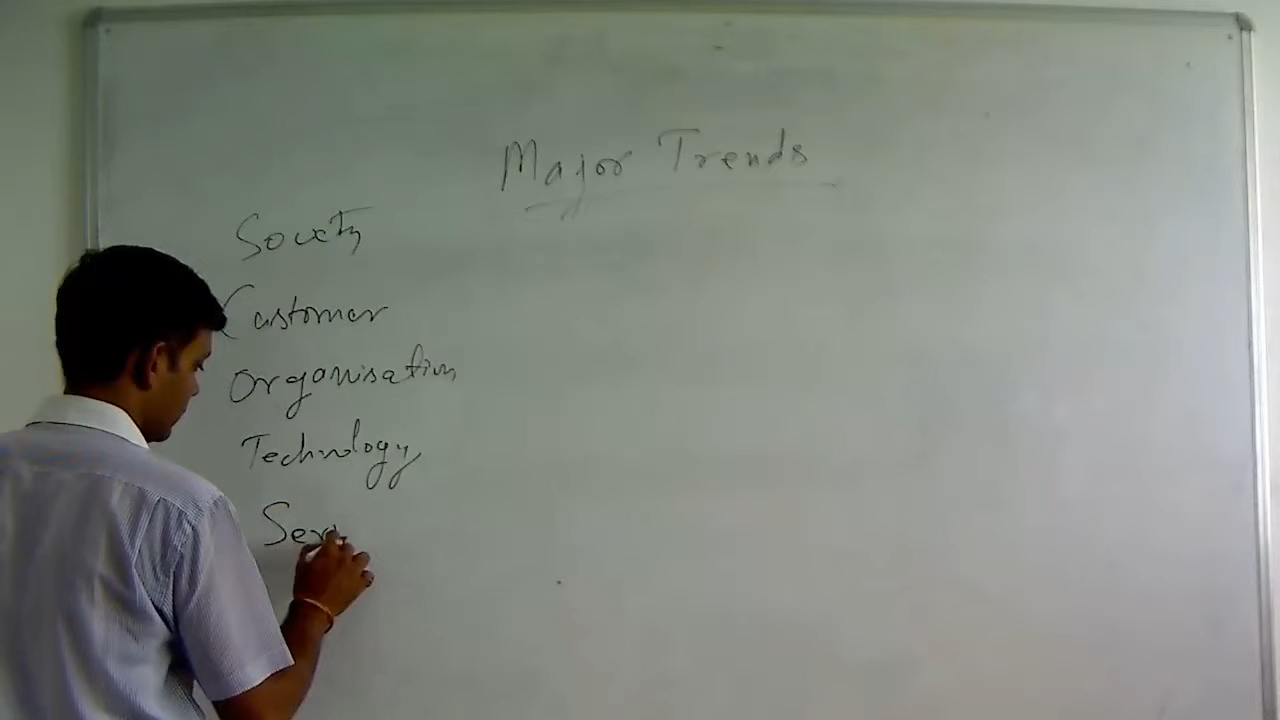 Major Trends
Society
Customer
Organisation
Technology
Ser